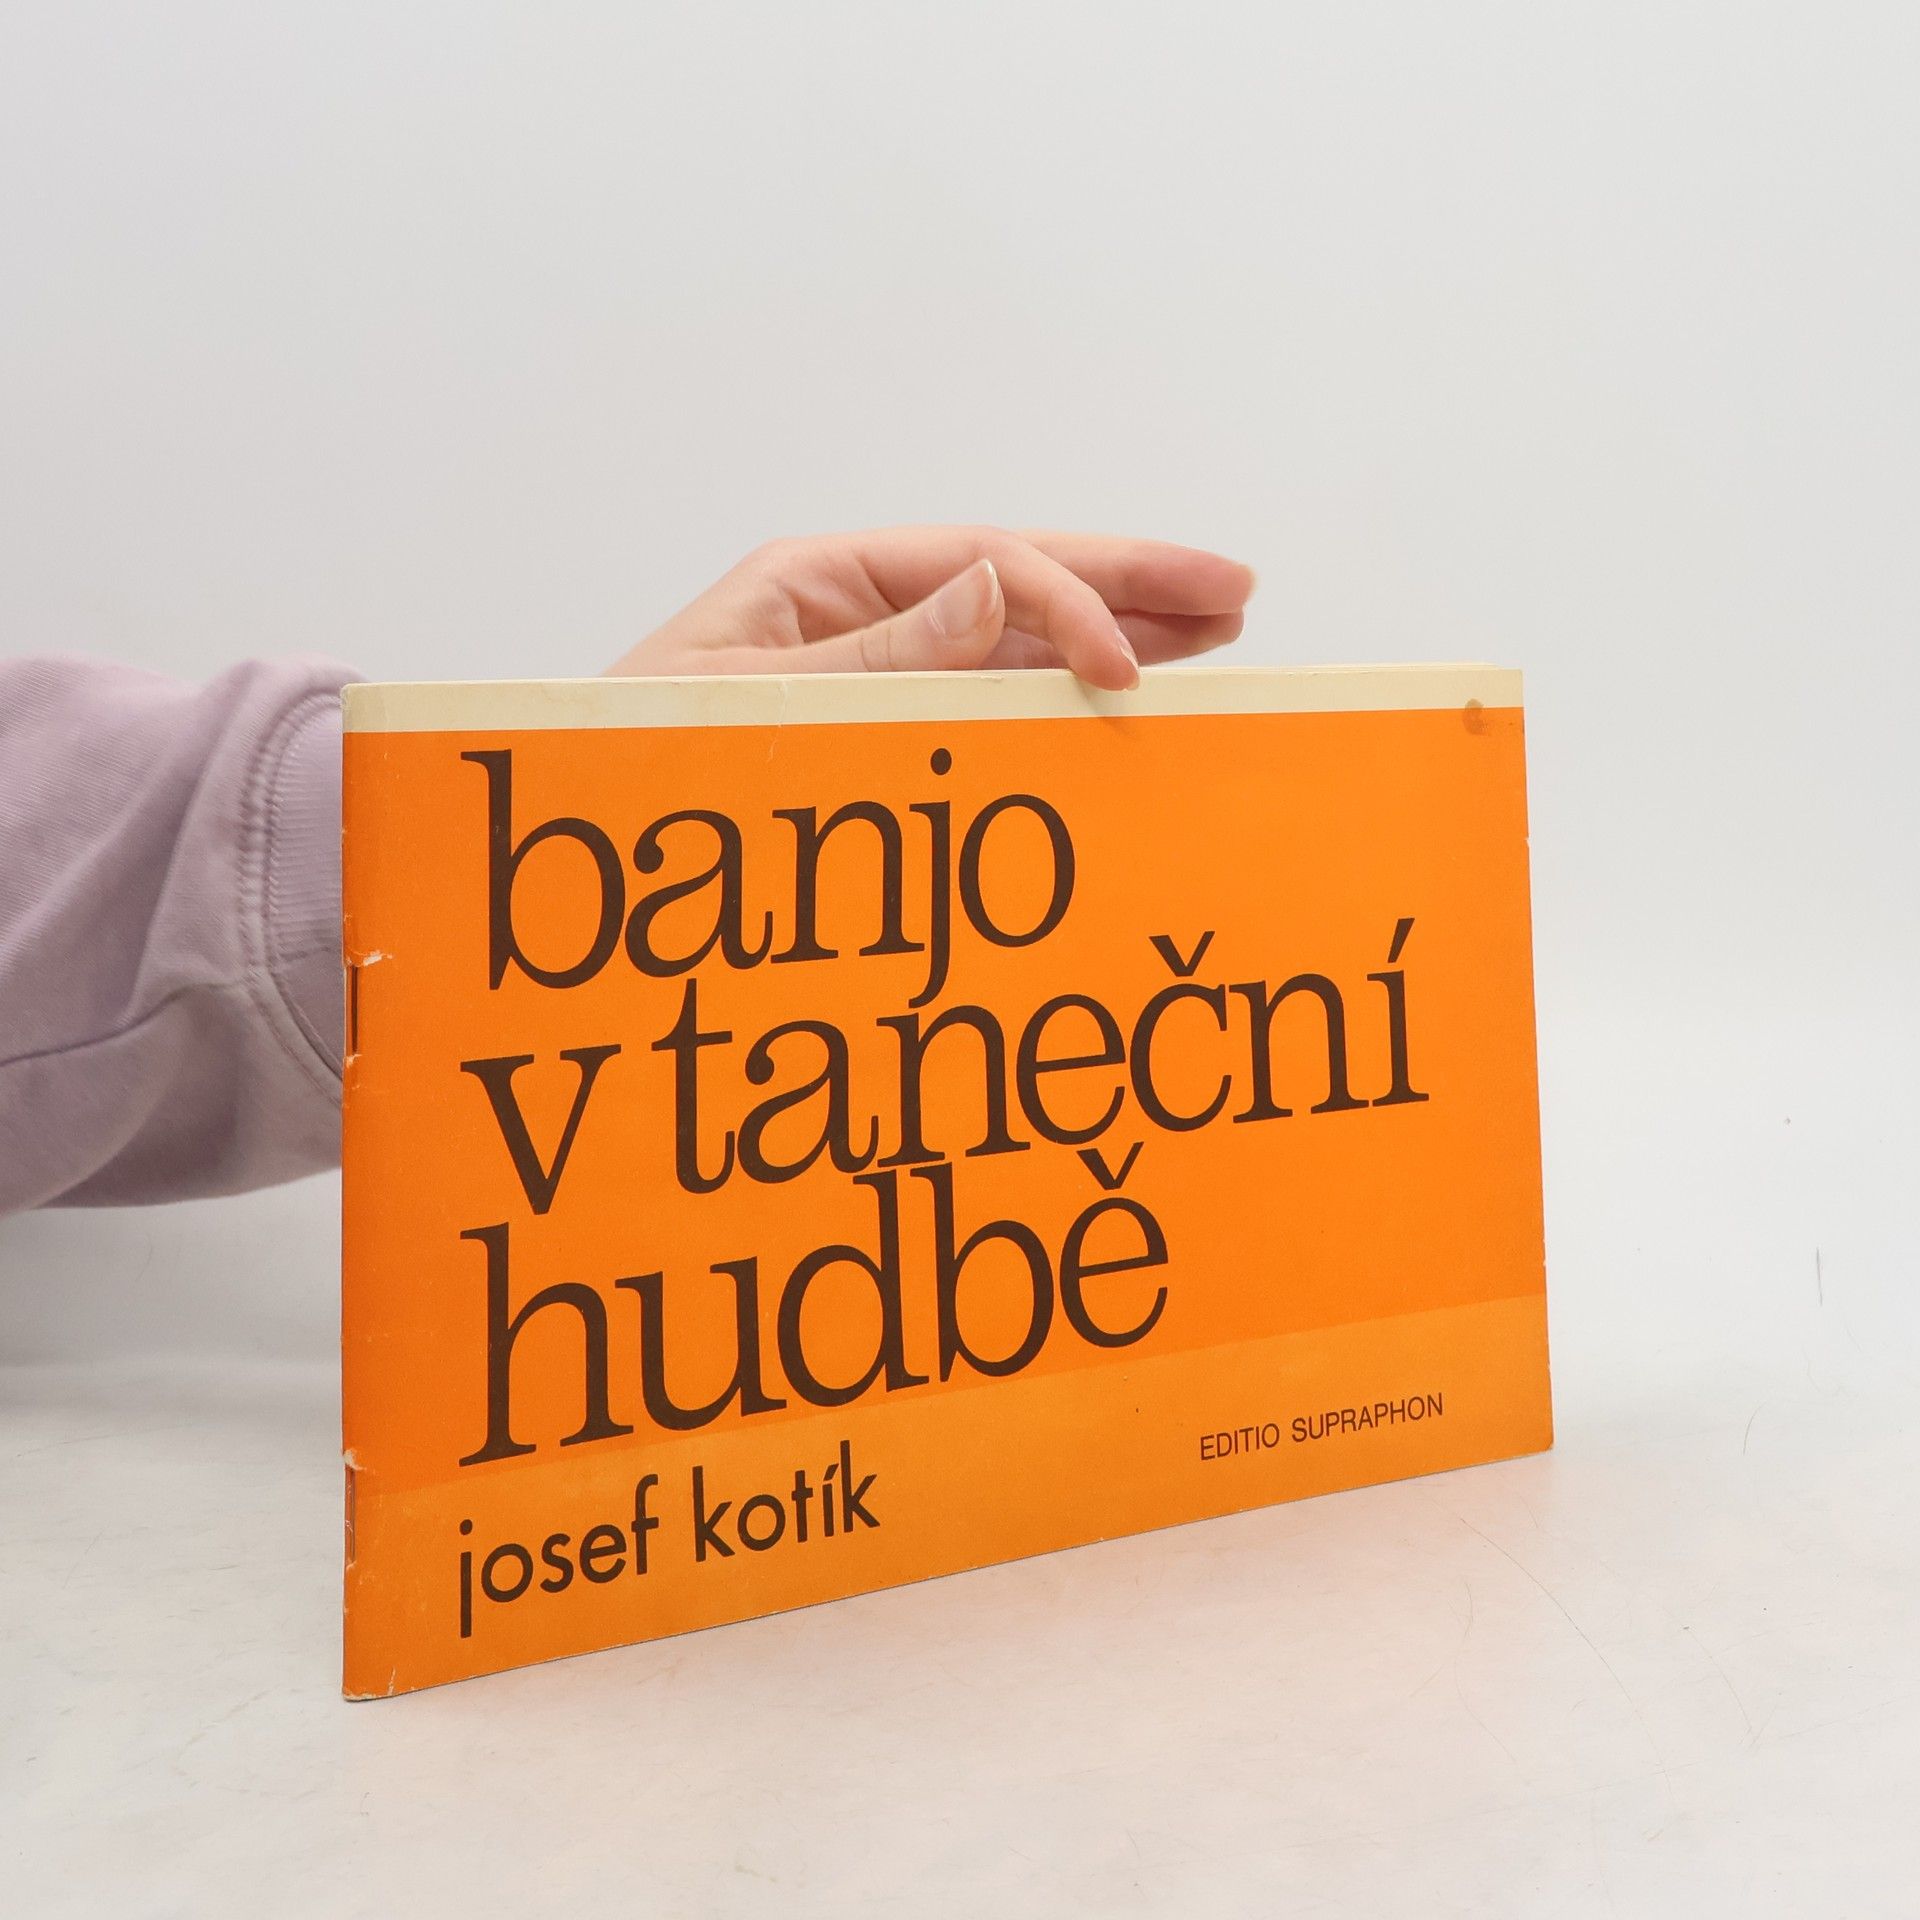 banjo
v taneční
hudbě
josef kotík
EDITIO SUPRAPHON